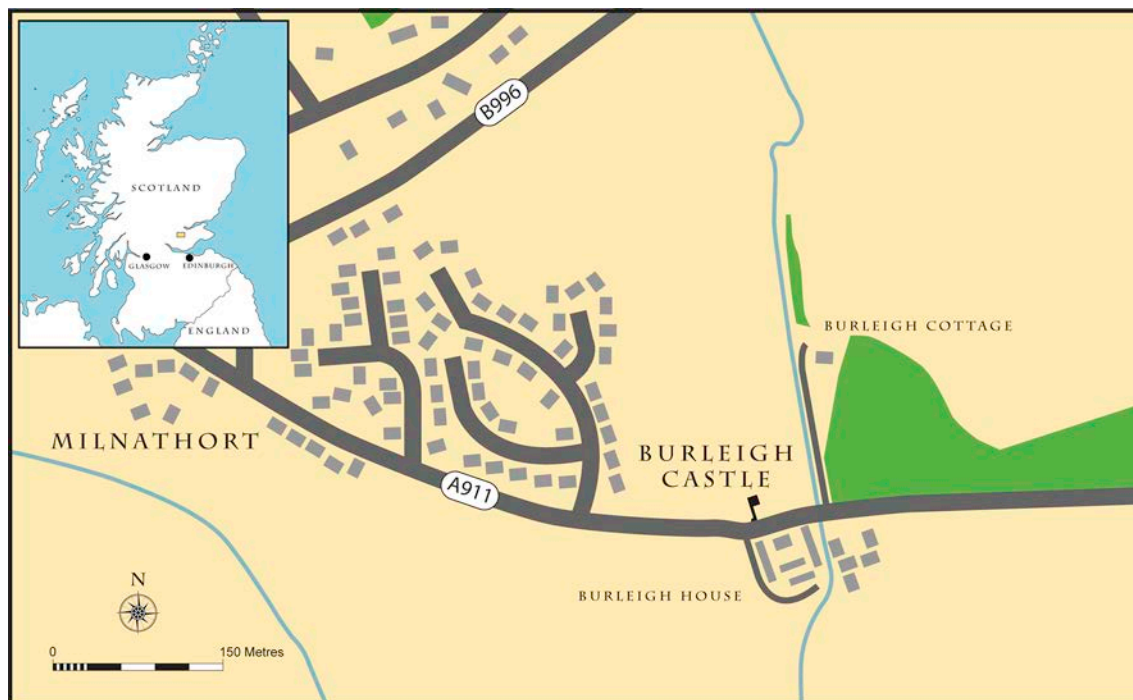 SCOTLAND
GLASGOW
EDINBURGH
ENGLAND
B996
BURLEIGH COTTAGE
MILNATHORT
A911
BURLEIGH
CASTLE
BURLEIGH HOUSE
N
0
150 Metres